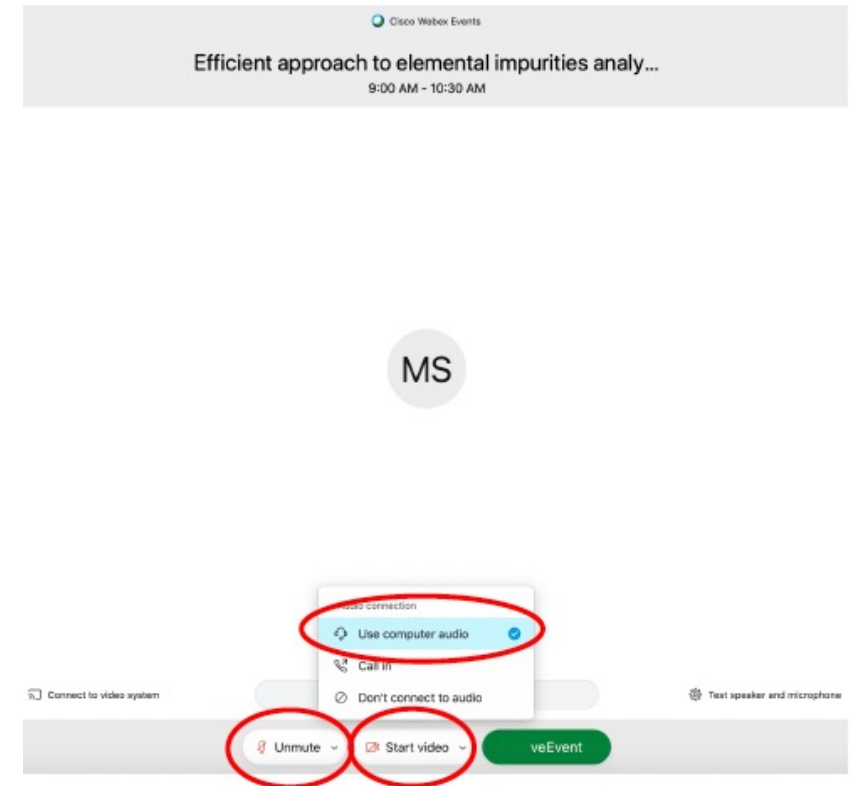 Cisco Webex Events
Efficient approach to elemental impurities analy...
9:00 AM - 10:30 AM
MS
connection
Use computer audio
Call in
Don't connect to audio
Connect to video system
Test speaker and microphone
Unmute
Start video
veEvent